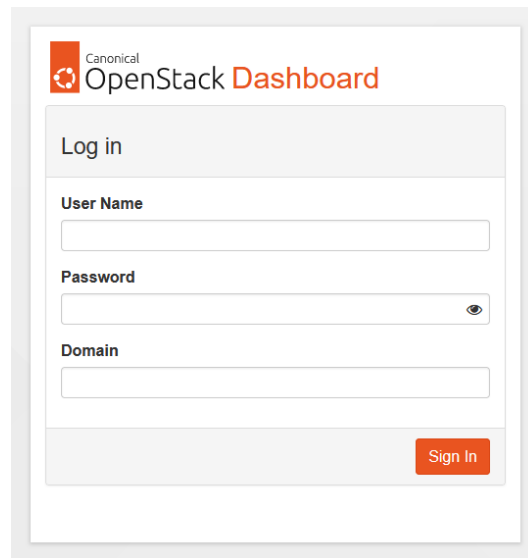 Canonical
OpenStack Dashboard
Log in
User Name
Password
Domain
Sign In